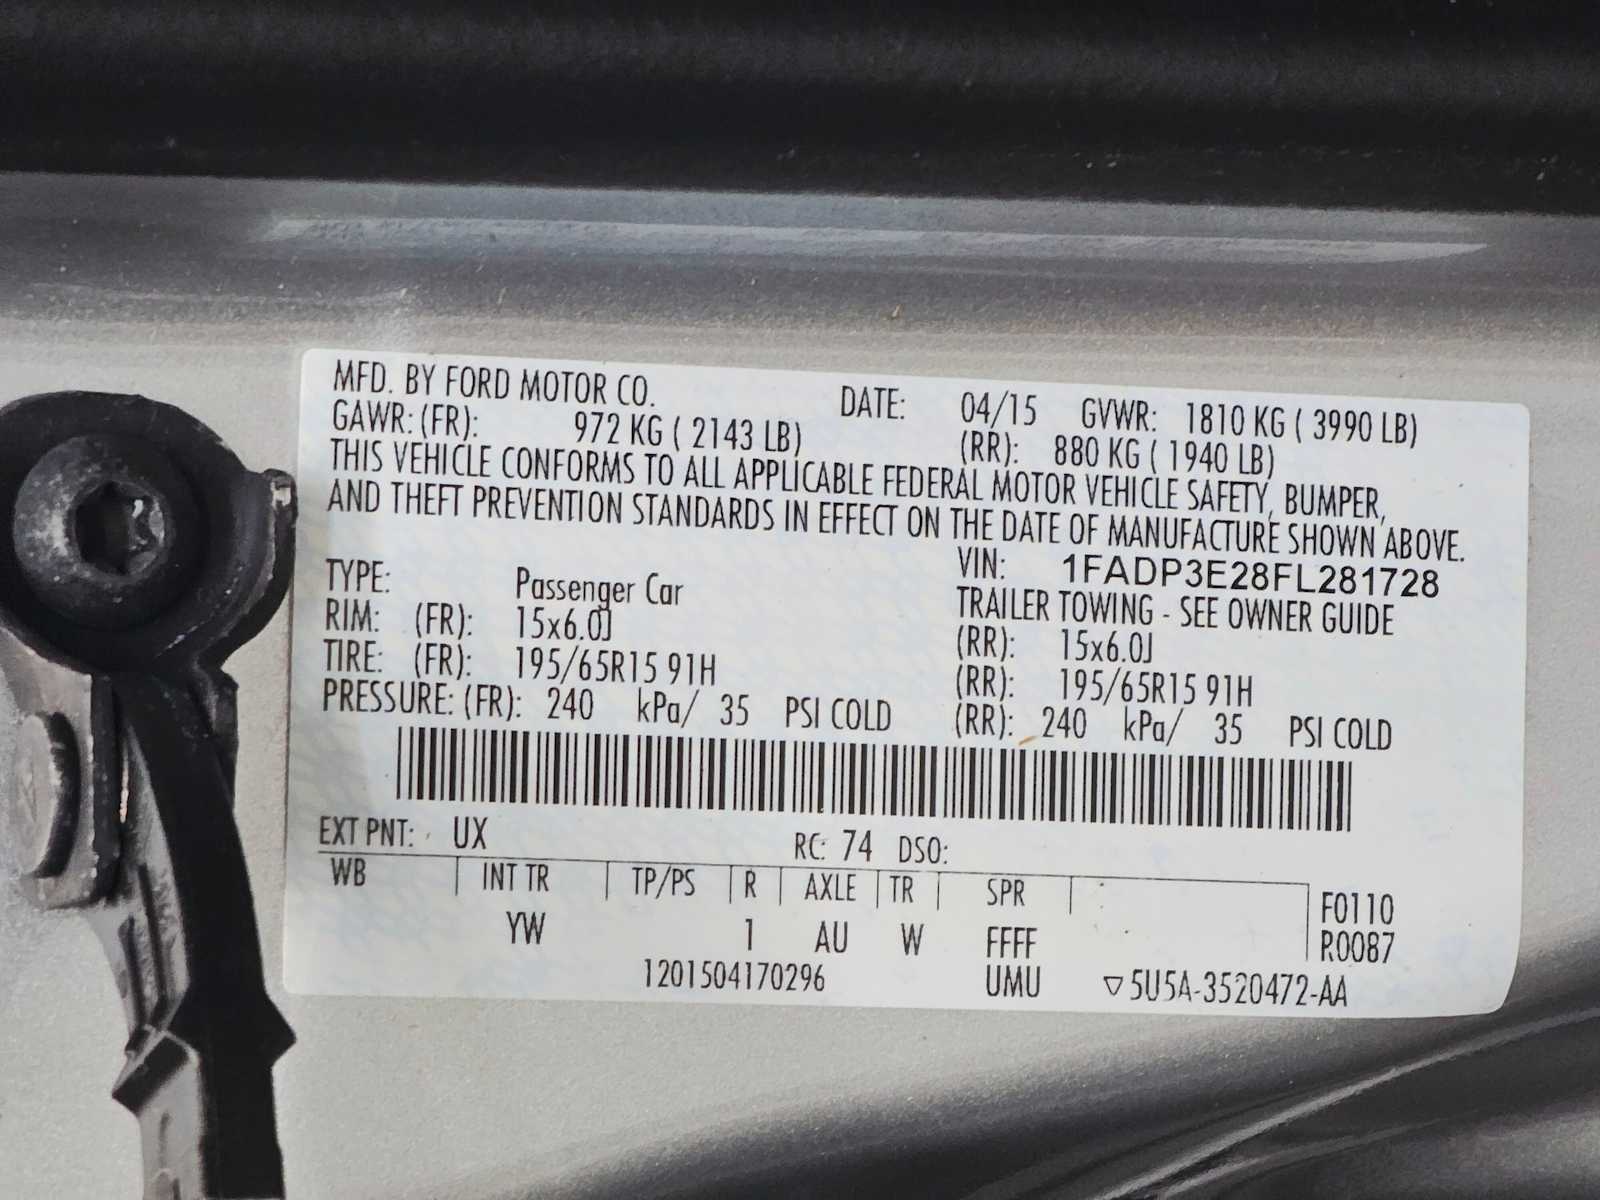 MFD. BY FORD MOTOR CO. DATE: 04/15 GVWR: 1810 KG ( 3990 LB)
GAWR: (FR): 972 KG ( 2143 LB) (RR): 880 KG ( 1940 LB)
THIS VEHICLE CONFORMS TO ALL APPLICABLE FEDERAL MOTOR VEHICLE SAFETY, BUMPER,
AND THEFT PREVENTION STANDARDS IN EFFECT ON THE DATE OF MANUFACTURE SHOWN ABOVE.
VIN: 1FADP3E28FL281728
TYPE: Passenger Car TRAILER TOWING - SEE OWNER GUIDE
RIM: (FR): 15x6.0J (RR): 15x6.0J
TIRE: (FR): 195/65R15 91H (RR): 195/65R15 91H
PRESSURE: (FR): 240 kPa/ 35 PSI COLD (RR): 240 kPa/ 35 PSI COLD
EXT PNT: UX RC: 74 DSO:
WB INT TR TP/PS R AXLE TR SPR F0110
YW 1 AU W FFFF R0087
1201504170296 UMU ▽5U5A-3520472-AA